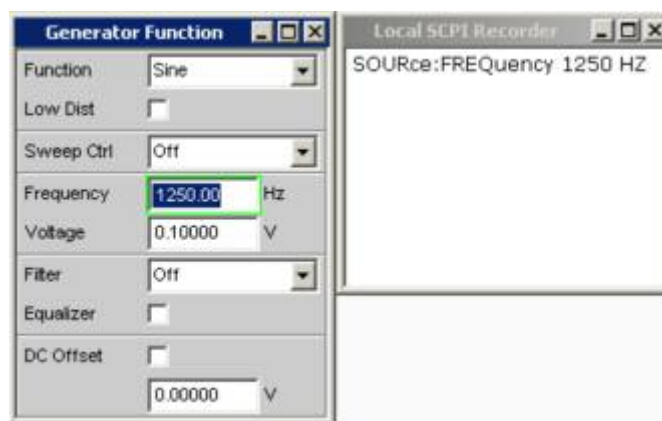 Generator Function
Function Sine
Low Dist
Sweep Ctrl Off
Frequency 1250.00 Hz
Voltage 0.10000 V
Filter Off
Equalizer
DC Offset
0.00000 V
Local SCPI Recorder
SOURce:FREQuency 1250 HZ